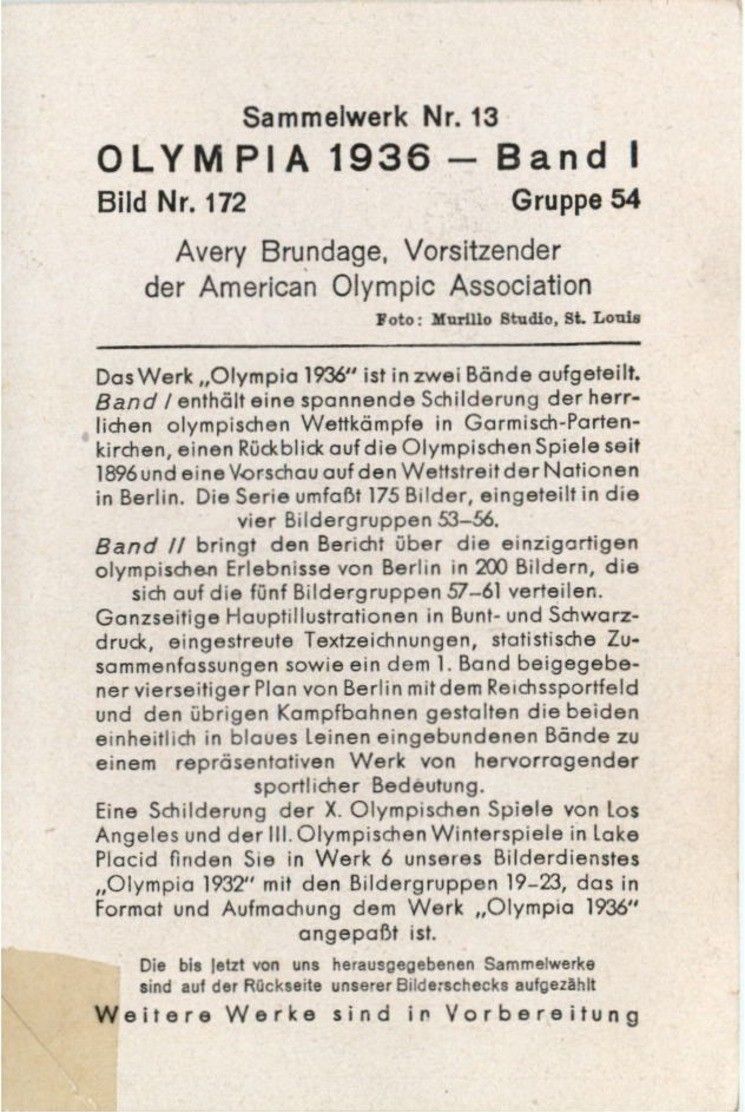 Sammelwerk Nr. 13
OLYMPIA 1936 — Band I
Bild Nr. 172 Gruppe 54
Avery Brundage, Vorsitzender
der American Olympic Association
Foto: Murillo Studio, St. Louis
Das Werk „Olympia 1936" ist in zwei Bände aufgeteilt.
Band I enthält eine spannende Schilderung der herr-
lichen olympischen Wettkämpfe in Garmisch-Parten-
kirchen, einen Rückblick auf die Olympischen Spiele seit
1896 und eine Vorschau auf den Wettstreit der Nationen
in Berlin. Die Serie umfaßt 175 Bilder, eingeteilt in die
vier Bildergruppen 53–56.
Band II bringt den Bericht über die einzigartigen
olympischen Erlebnisse von Berlin in 200 Bildern, die
sich auf die fünf Bildergruppen 57–61 verteilen.
Ganzseitige Hauptillustrationen in Bunt- und Schwarz-
druck, eingestreute Textzeichnungen, statistische Zu-
sammenfassungen sowie ein dem 1. Band beigegebe-
ner vierseitiger Plan von Berlin mit dem Reichssportfeld
und den übrigen Kampfbahnen gestalten die beiden
einheitlich in blaues Leinen eingebundenen Bände zu
einem repräsentativen Werk von hervorragender
sportlicher Bedeutung.
Eine Schilderung der X. Olympischen Spiele von Los
Angeles und der III. Olympischen Winterspiele in Lake
Placid finden Sie in Werk 6 unseres Bilderdienstes
„Olympia 1932" mit den Bildergruppen 19–23, das in
Format und Aufmachung dem Werk „Olympia 1936"
angepaßt ist.
Die bis jetzt von uns herausgegebenen Sammelwerke
sind auf der Rückseite unserer Bilderschecks aufgezählt
Weitere Werke sind in Vorbereitung